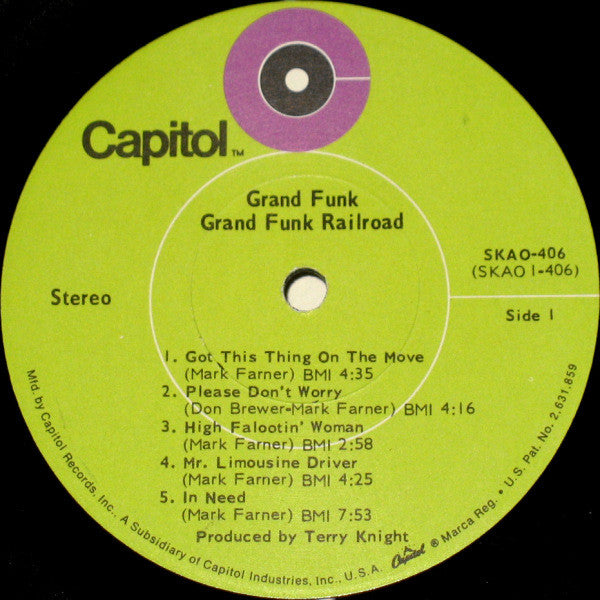 Capitol™
Grand Funk
Grand Funk Railroad
SKAO-406
(SKAO 1-406)
Stereo
Side 1
1. Got This Thing On The Move
(Mark Farner) BMI 4:35
2. Please Don't Worry
(Don Brewer-Mark Farner) BMI 4:16
3. High Falootin' Woman
(Mark Farner) BMI 2:58
4. Mr. Limousine Driver
(Mark Farner) BMI 4:25
5. In Need
(Mark Farner) BMI 7:53
Produced by Terry Knight
Mfd. by Capitol Records, Inc., A Subsidiary of Capitol Industries, Inc., U.S.A. Capitol ® Marca Reg. • U.S. Pat. No. 2,631,859